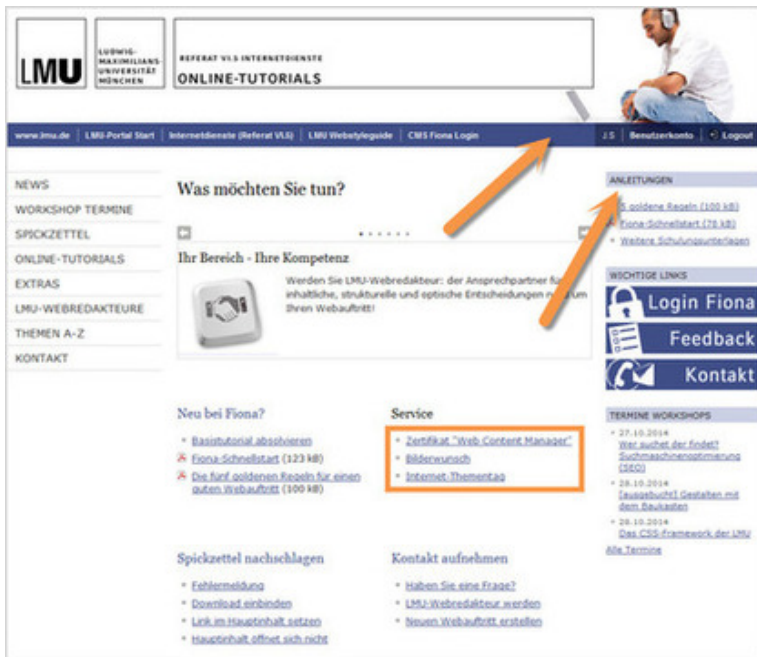 LMU
LUDWIG-
MAXIMILIANS-
UNIVERSITÄT
MÜNCHEN
REFERAT VI.5 INTERNETDIENSTE
ONLINE-TUTORIALS
www.lmu.de | LMU-Portal Start | Internetdienste (Referat VI.5) | LMU Webstyleguide | CMS Fiona Login
J S | Benutzerkonto | Logout
NEWS
WORKSHOP TERMINE
SPICKZETTEL
ONLINE-TUTORIALS
EXTRAS
LMU-WEBREDAKTEURE
THEMEN A-Z
KONTAKT
Was möchten Sie tun?
Ihr Bereich - Ihre Kompetenz
Werden Sie LMU-Webredakteur: der Ansprechpartner
inhaltliche, strukturelle und optische Entscheidungen
Ihren Webauftritt!
Neu bei Fiona?
Basistutorial absolvieren
Fiona-Schnellstart (123 kB)
Die fünf goldenen Regeln für einen
guten Webauftritt (100 kB)
Service
Zertifikat "Web Content Manager"
Bilderwunsch
Internet-Thementag
Spickzettel nachschlagen
Fehlermeldung
Download einbinden
Link im Hauptinhalt setzen
Hauptinhalt öffnet sich nicht
Kontakt aufnehmen
Haben Sie eine Frage?
LMU-Webredakteur werden
Neuen Webauftritt erstellen
ANLEITUNGEN
5 goldene Regeln (100 kB)
Fiona-Schnellstart (78 kB)
Weitere Schulungsunterlagen
WICHTIGE LINKS
Login Fiona
Feedback
Kontakt
TERMINE WORKSHOPS
27.10.2014
Wer suchet der findet?
Suchmaschinenoptimierung
(SEO)
28.10.2014
[ausgebucht] Gestalten mit
dem Baukasten
28.10.2014
Das CSS-Framework der LMU
Alle Termine